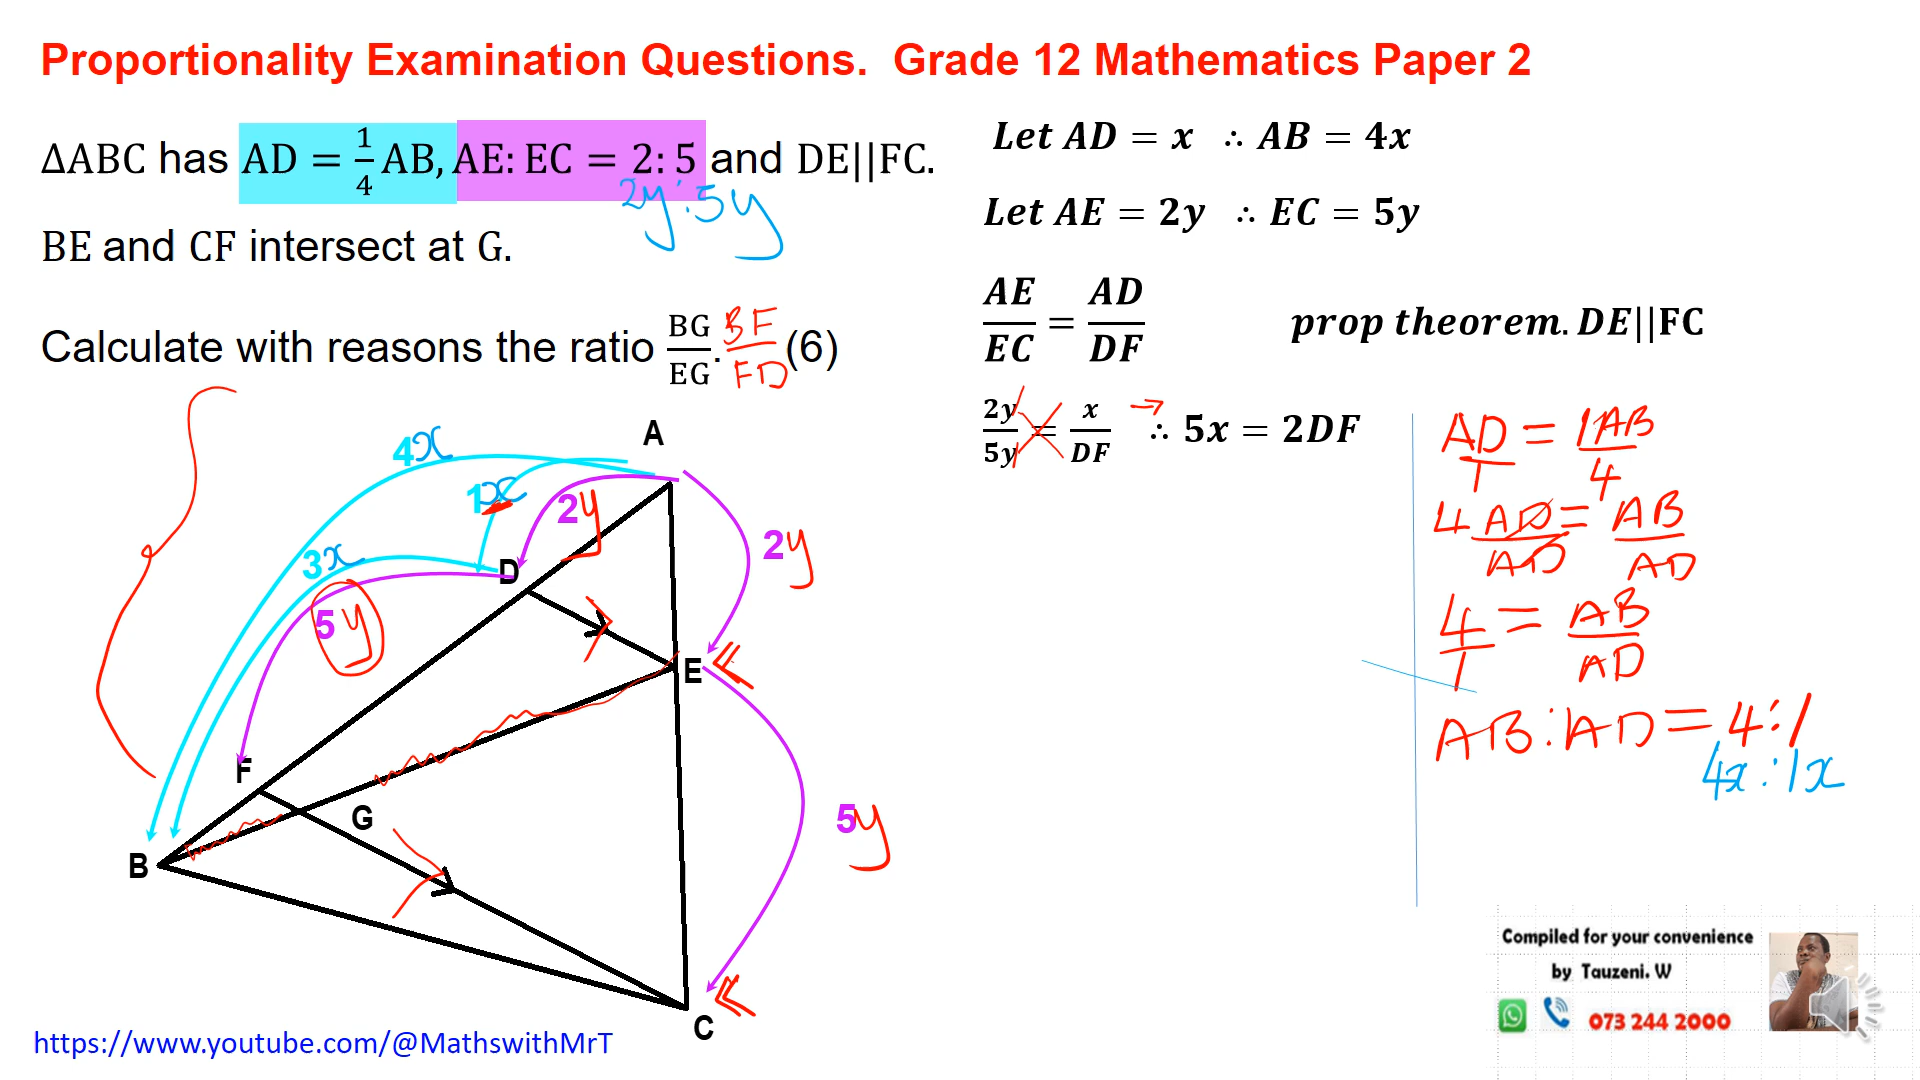 Proportionality Examination Questions.  Grade 12 Mathematics Paper 2
ΔABC has AD = 1/4 AB, AE: EC = 2: 5 and DE||FC.
2y : 5y
BE and CF intersect at G.
Calculate with reasons the ratio BG/EG. BF/FD (6)
Let AD = x ∴ AB = 4x
Let AE = 2y ∴ EC = 5y
AE/EC = AD/DF prop theorem. DE||FC
2y/5y = x/DF → ∴ 5x = 2DF
AD/1 = 1AB/4
4AD/AD = AB/AD
4/1 = AB/AD
AB : AD = 4 : 1
4x : 1x
A
4x
1x
2y
2y
D
3x
5y
E
F
G
5y
B
C
https://www.youtube.com/@MathswithMrT
Compiled for your convenience
by Tauzeni. W
073 244 2000